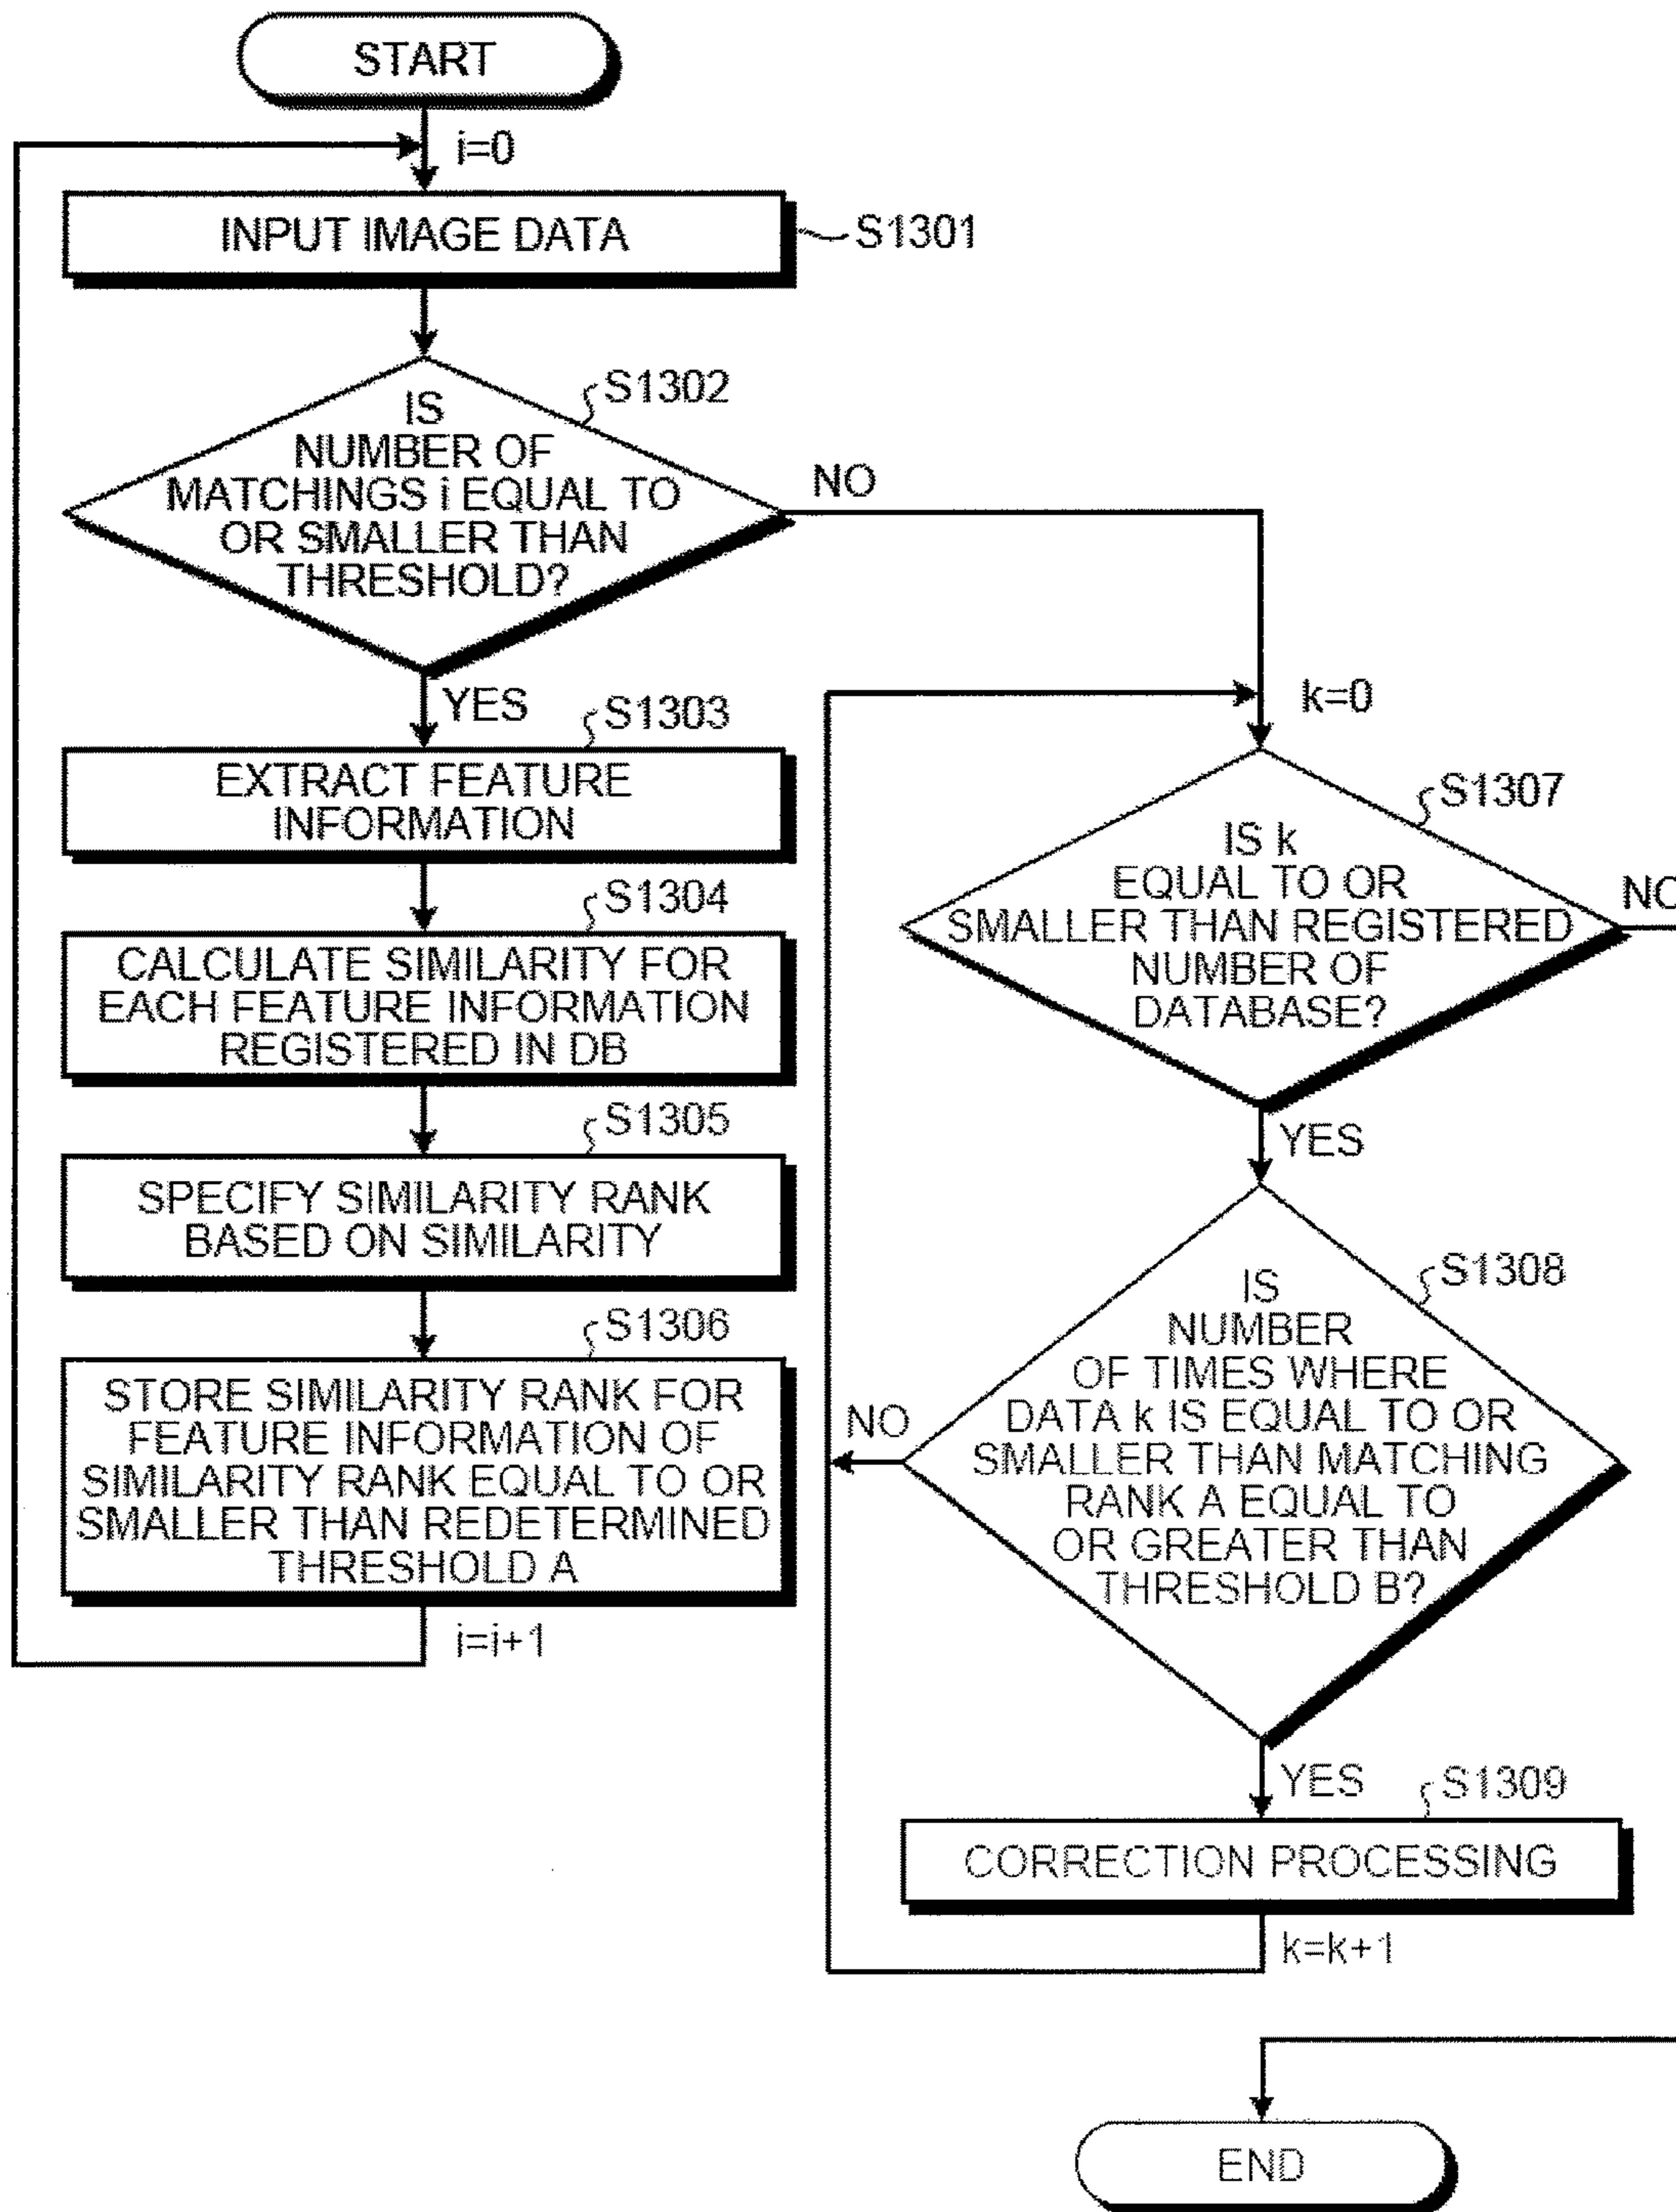 START
i=0
INPUT IMAGE DATA
S1301
S1302
IS
NUMBER OF
MATCHINGS i EQUAL TO
OR SMALLER THAN
THRESHOLD?
NO
YES
S1303
EXTRACT FEATURE
INFORMATION
S1304
CALCULATE SIMILARITY FOR
EACH FEATURE INFORMATION
REGISTERED IN DB
S1305
SPECIFY SIMILARITY RANK
BASED ON SIMILARITY
S1306
STORE SIMILARITY RANK FOR
FEATURE INFORMATION OF
SIMILARITY RANK EQUAL TO OR
SMALLER THAN REDETERMINED
THRESHOLD A
i=i+1
k=0
S1307
IS k
EQUAL TO OR
SMALLER THAN REGISTERED
NUMBER OF
DATABASE?
NO
YES
S1308
IS
NUMBER
OF TIMES WHERE
DATA k IS EQUAL TO OR
SMALLER THAN MATCHING
RANK A EQUAL TO
OR GREATER THAN
THRESHOLD B?
NO
YES
S1309
CORRECTION PROCESSING
k=k+1
END